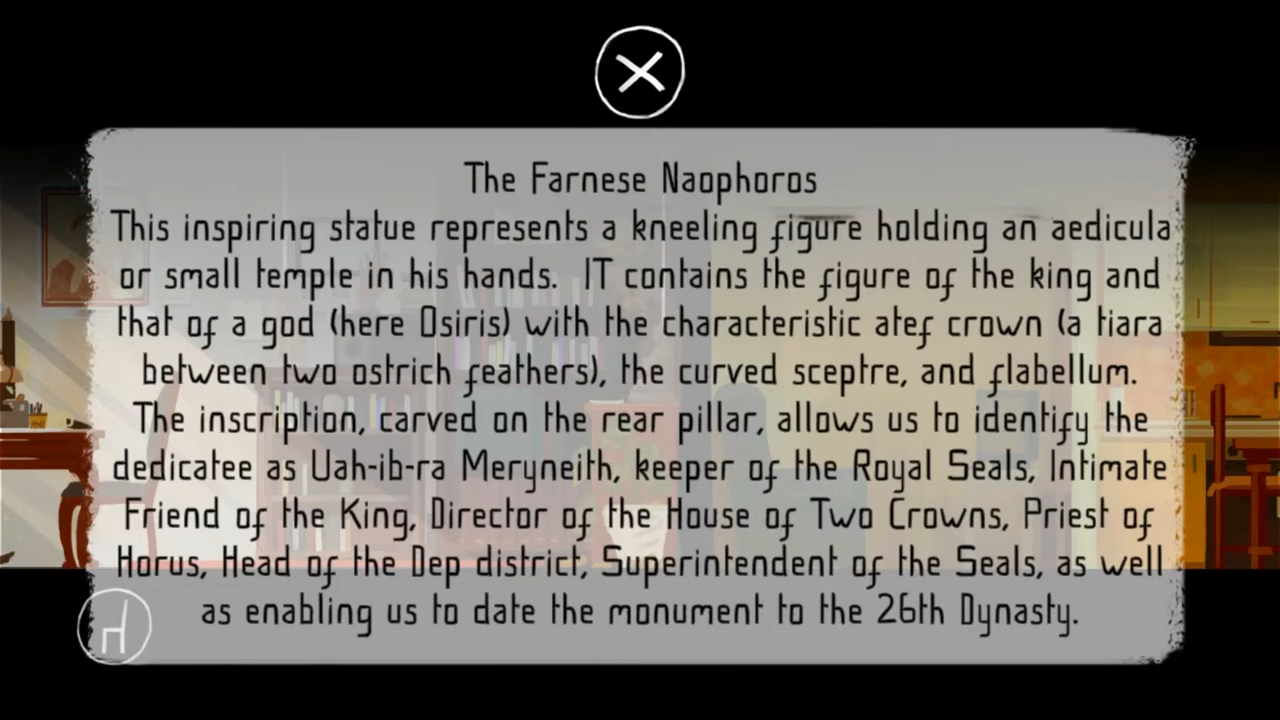 The Farnese Naophoros
This inspiring statue represents a kneeling figure holding an aedicula
or small temple in his hands. IT contains the figure of the king and
that of a god (here Osiris) with the characteristic atef crown (a tiara
between two ostrich feathers), the curved sceptre, and flabellum.
The inscription, carved on the rear pillar, allows us to identify the
dedicatee as Uah-ib-ra Meryneith, keeper of the Royal Seals, Intimate
Friend of the King, Director of the House of Two Crowns, Priest of
Horus, Head of the Dep district, Superintendent of the Seals, as well
as enabling us to date the monument to the 26th Dynasty.